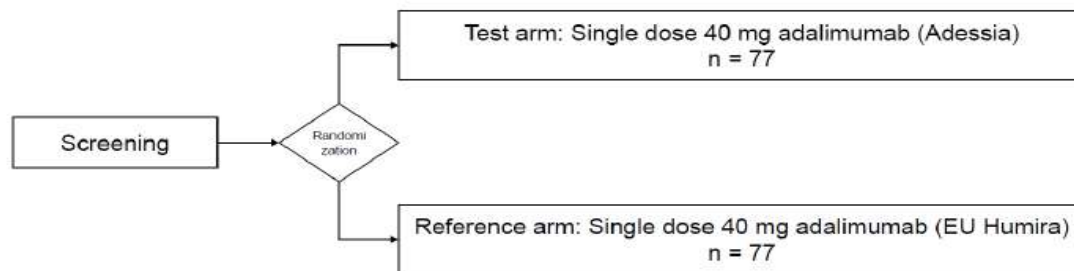 Test arm: Single dose 40 mg adalimumab (Adessia)
n = 77
Screening
Randomi
zation
Reference arm: Single dose 40 mg adalimumab (EU Humira)
n = 77